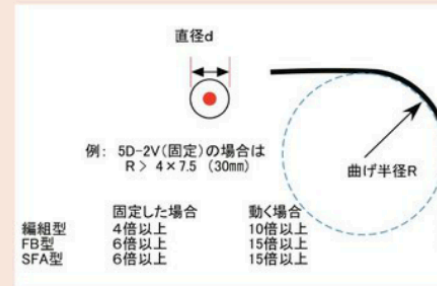 直径d
例: 5D-2V(固定)の場合は
R > 4×7.5 (30mm)
曲げ半径R
固定した場合 動く場合
編組型 4倍以上 10倍以上
FB型 6倍以上 15倍以上
SFA型 6倍以上 15倍以上